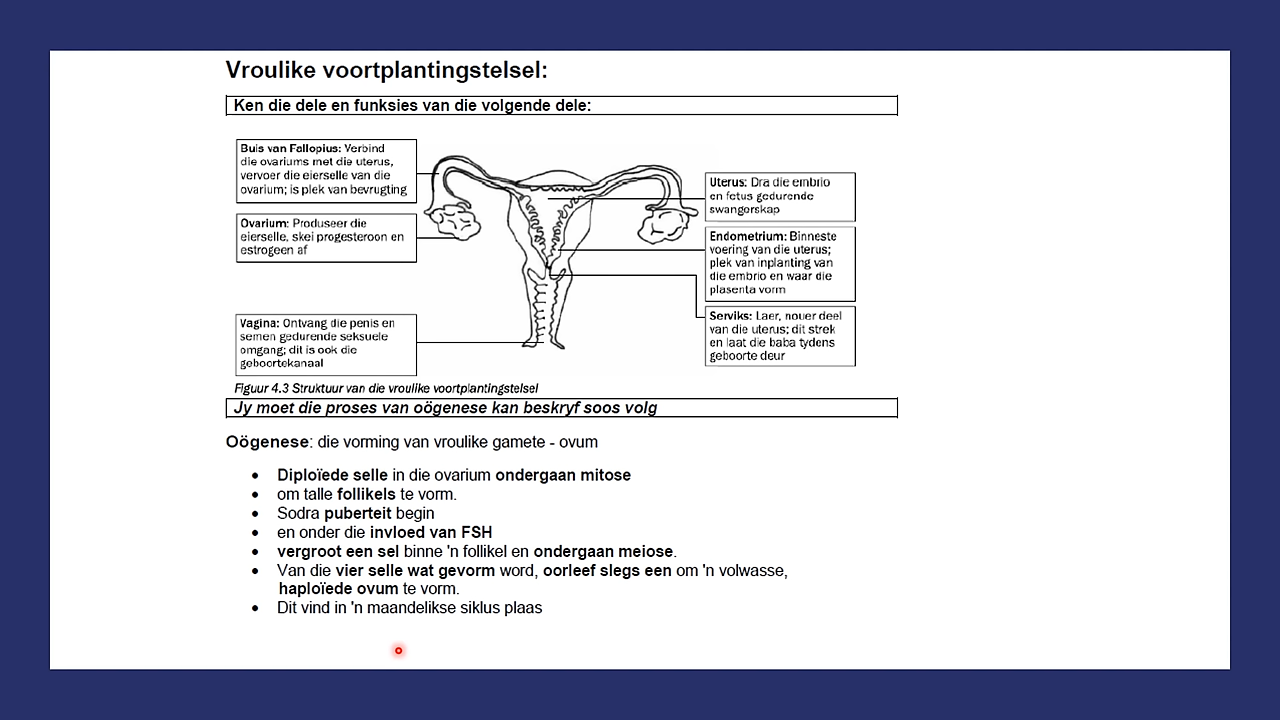 Vroulike voortplantingstelsel:
Ken die dele en funksies van die volgende dele:
Buis van Fallopius: Verbind
die ovariums met die uterus,
vervoer die eierselle van die
ovarium; is plek van bevrugting
Ovarium: Produseer die
eierselle, skei progesteroon en
estrogeen af
Vagina: Ontvang die penis en
semen gedurende seksuele
omgang; dit is ook die
geboortekanaal
Uterus: Dra die embrio
en fetus gedurende
swangerskap
Endometrium: Binneste
voering van die uterus;
plek van inplanting van
die embrio en waar die
plasenta vorm
Serviks: Laer, nouer deel
van die uterus; dit strek
en laat die baba tydens
geboorte deur
Figuur 4.3 Struktuur van die vroulike voortplantingstelsel
Jy moet die proses van oögenese kan beskryf soos volg
Oögenese: die vorming van vroulike gamete - ovum
• Diploïede selle in die ovarium ondergaan mitose
• om talle follikels te vorm.
• Sodra puberteit begin
• en onder die invloed van FSH
• vergroot een sel binne 'n follikel en ondergaan meiose.
• Van die vier selle wat gevorm word, oorleef slegs een om 'n volwasse,
haploïede ovum te vorm.
• Dit vind in 'n maandelikse siklus plaas